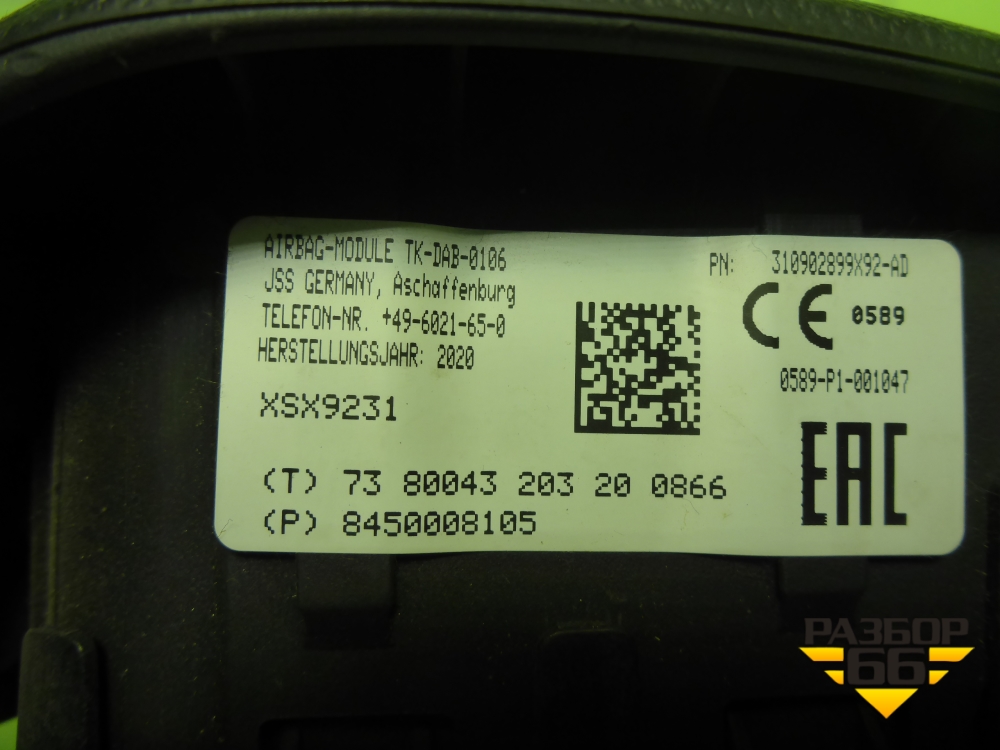 AIRBAG-MODULE TK-DAB-0106
JSS GERMANY, Aschaffenburg
TELEFON-NR. +49-6021-65-0
HERSTELLUNGSJAHR: 2020
XSX9231
PN: 310902899X92-AD
CE 0589
0589-P1-001047
EAC
(T) 73 80043 203 20 0866
(P) 8450008105
РАЗБОР
66